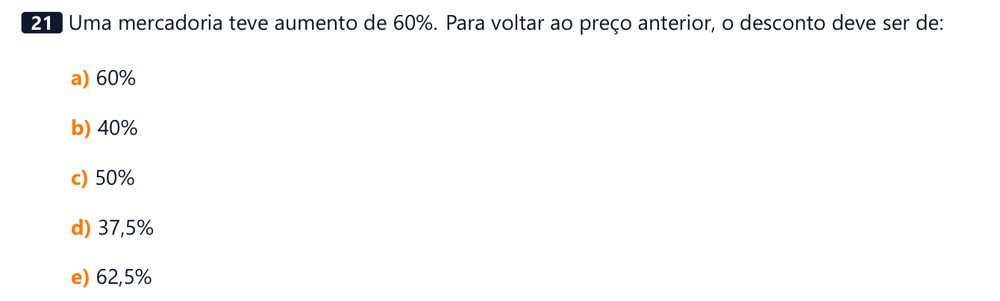 21 Uma mercadoria teve aumento de 60%. Para voltar ao preço anterior, o desconto deve ser de:
a) 60%
b) 40%
c) 50%
d) 37,5%
e) 62,5%